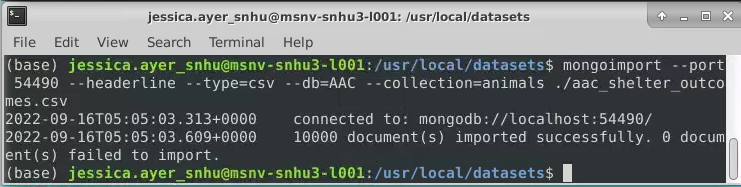 jessica.ayer_snhu@msnv-snhu3-l001: /usr/local/datasets
File Edit View Search Terminal Help
(base) jessica.ayer_snhu@msnv-snhu3-l001:/usr/local/datasets$ mongoimport --port
 54490 --headerline --type=csv --db=AAC --collection=animals ./aac_shelter_outco
mes.csv
2022-09-16T05:05:03.313+0000    connected to: mongodb://localhost:54490/
2022-09-16T05:05:03.609+0000    10000 document(s) imported successfully. 0 docum
ent(s) failed to import.
(base) jessica.ayer_snhu@msnv-snhu3-l001:/usr/local/datasets$